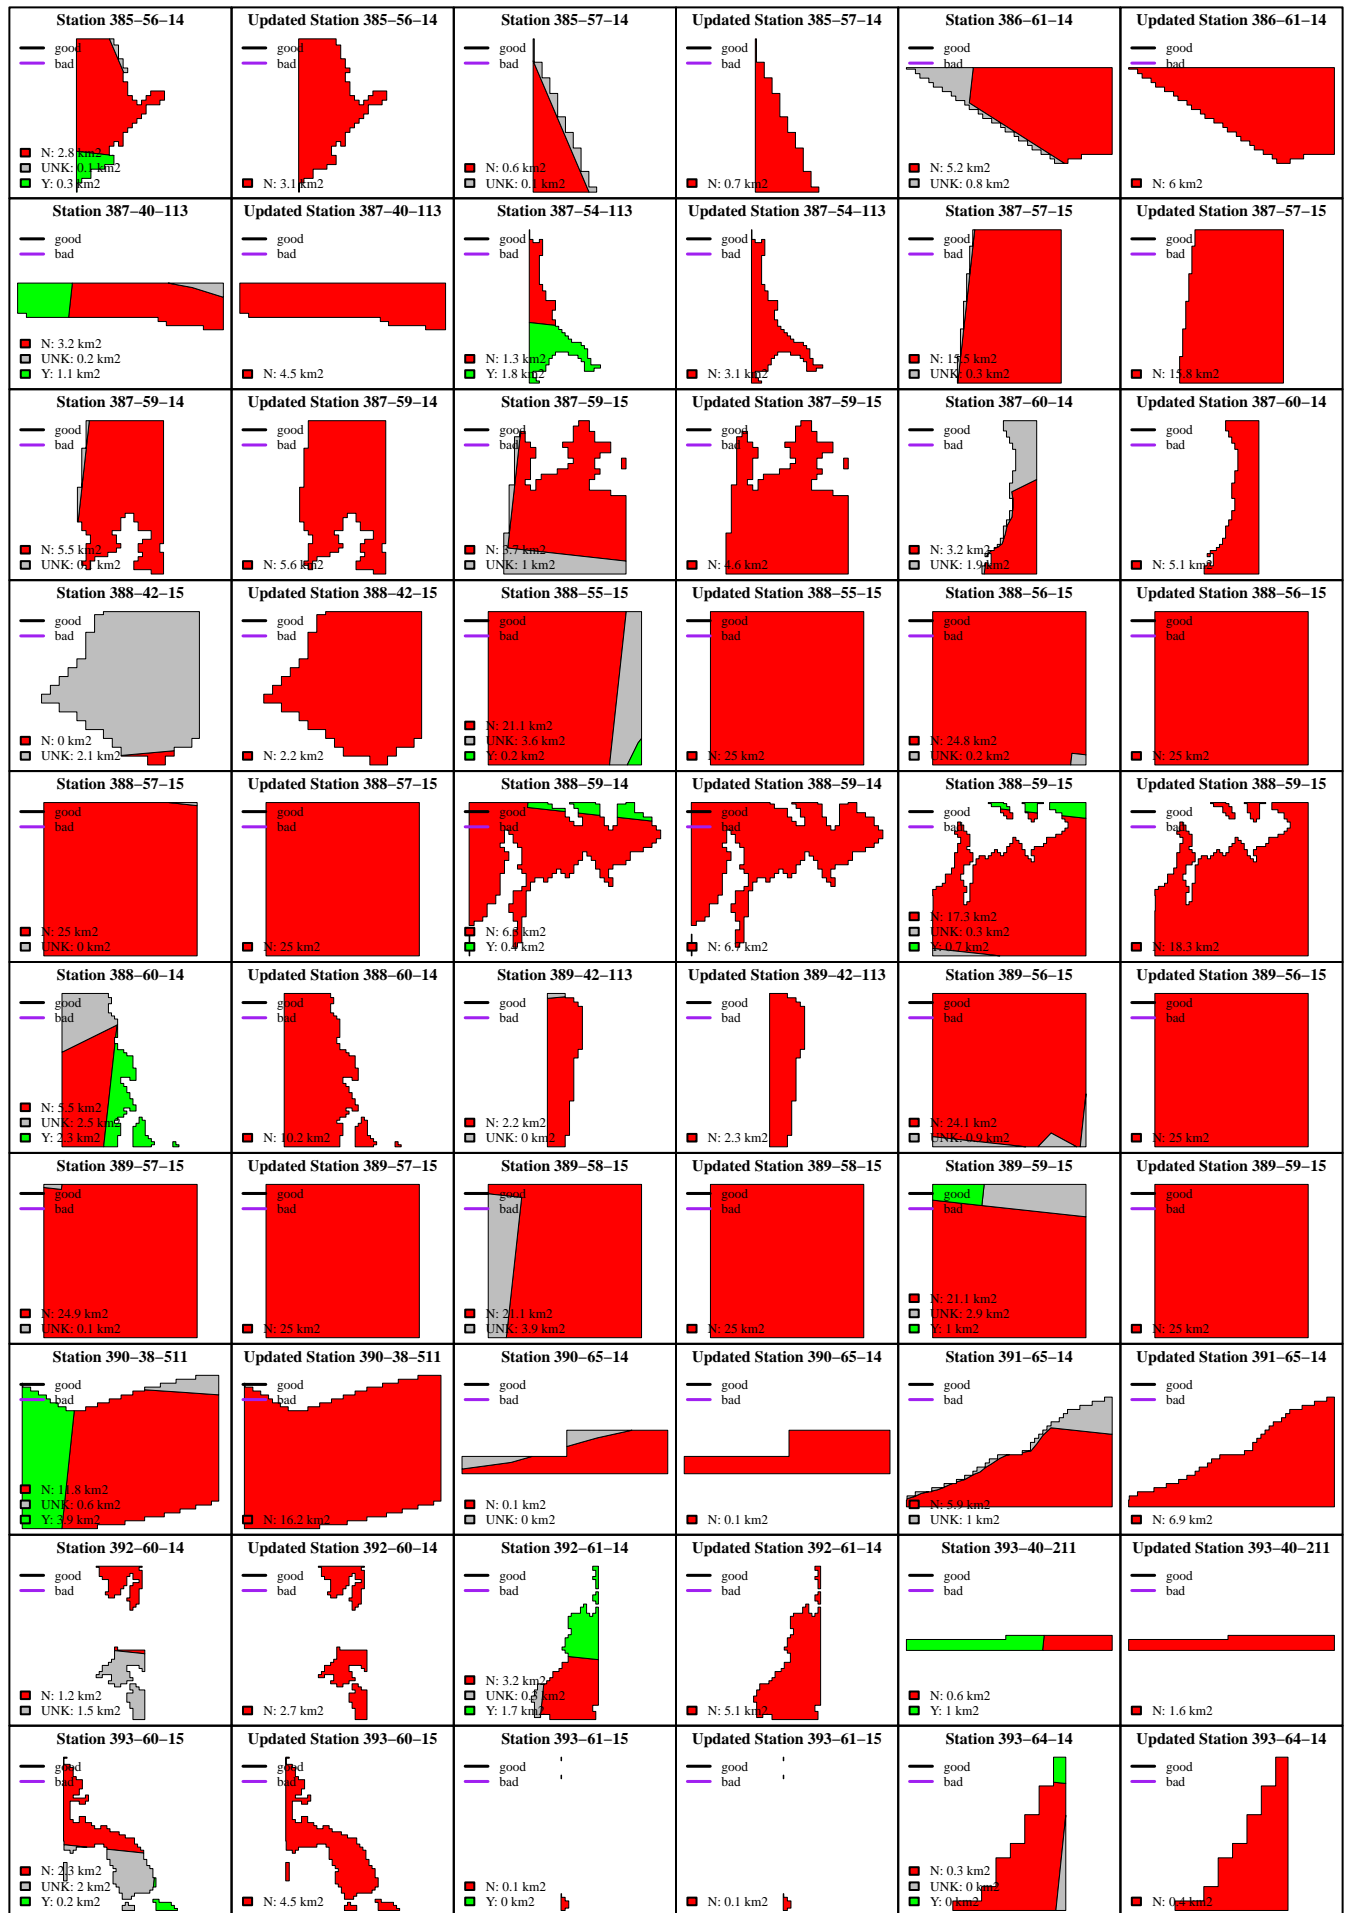 Station 385–56–14
good
bad
N: 2.8 km2
UNK: 0.1 km2
Y: 0.3 km2
Updated Station 385–56–14
good
bad
N: 3.1 km2
Station 385–57–14
good
bad
N: 0.6 km2
UNK: 0.1 km2
Updated Station 385–57–14
good
bad
N: 0.7 km2
Station 386–61–14
good
bad
N: 5.2 km2
UNK: 0.8 km2
Updated Station 386–61–14
good
bad
N: 6 km2
Station 387–40–113
good
bad
N: 3.2 km2
UNK: 0.2 km2
Y: 1.1 km2
Updated Station 387–40–113
good
bad
N: 4.5 km2
Station 387–54–113
good
bad
N: 1.3 km2
Y: 1.8 km2
Updated Station 387–54–113
good
bad
N: 3.1 km2
Station 387–57–15
good
bad
N: 15.5 km2
UNK: 0.3 km2
Updated Station 387–57–15
good
bad
N: 15.8 km2
Station 387–59–14
good
bad
N: 5.5 km2
UNK: 0.1 km2
Updated Station 387–59–14
good
bad
N: 5.6 km2
Station 387–59–15
good
bad
N: 3.7 km2
UNK: 1 km2
Updated Station 387–59–15
good
bad
N: 4.6 km2
Station 387–60–14
good
bad
N: 3.2 km2
UNK: 1.9 km2
Updated Station 387–60–14
good
bad
N: 5.1 km2
Station 388–42–15
good
bad
N: 0 km2
UNK: 2.1 km2
Updated Station 388–42–15
good
bad
N: 2.2 km2
Station 388–55–15
good
bad
N: 21.1 km2
UNK: 3.6 km2
Y: 0.2 km2
Updated Station 388–55–15
good
bad
N: 25 km2
Station 388–56–15
good
bad
N: 24.8 km2
UNK: 0.2 km2
Updated Station 388–56–15
good
bad
N: 25 km2
Station 388–57–15
good
bad
N: 25 km2
UNK: 0 km2
Updated Station 388–57–15
good
bad
N: 25 km2
Station 388–59–14
good
bad
N: 6.3 km2
Y: 0.4 km2
Updated Station 388–59–14
good
bad
N: 6.7 km2
Station 388–59–15
good
bad
N: 17.3 km2
UNK: 0.3 km2
Y: 0.7 km2
Updated Station 388–59–15
good
bad
N: 18.3 km2
Station 388–60–14
good
bad
N: 5.5 km2
UNK: 2.5 km2
Y: 2.3 km2
Updated Station 388–60–14
good
bad
N: 10.2 km2
Station 389–42–113
good
bad
N: 2.2 km2
UNK: 0 km2
Updated Station 389–42–113
good
bad
N: 2.3 km2
Station 389–56–15
good
bad
N: 24.1 km2
UNK: 0.9 km2
Updated Station 389–56–15
good
bad
N: 25 km2
Station 389–57–15
good
bad
N: 24.9 km2
UNK: 0.1 km2
Updated Station 389–57–15
good
bad
N: 25 km2
Station 389–58–15
good
bad
N: 21.1 km2
UNK: 3.9 km2
Updated Station 389–58–15
good
bad
N: 25 km2
Station 389–59–15
good
bad
N: 21.1 km2
UNK: 2.9 km2
Y: 1 km2
Updated Station 389–59–15
good
bad
N: 25 km2
Station 390–38–511
good
bad
N: 11.8 km2
UNK: 0.6 km2
Y: 3.9 km2
Updated Station 390–38–511
good
bad
N: 16.2 km2
Station 390–65–14
good
bad
N: 0.1 km2
UNK: 0 km2
Updated Station 390–65–14
good
bad
N: 0.1 km2
Station 391–65–14
good
bad
N: 5.9 km2
UNK: 1 km2
Updated Station 391–65–14
good
bad
N: 6.9 km2
Station 392–60–14
good
bad
N: 1.2 km2
UNK: 1.5 km2
Updated Station 392–60–14
good
bad
N: 2.7 km2
Station 392–61–14
good
bad
N: 3.2 km2
UNK: 0.3 km2
Y: 1.7 km2
Updated Station 392–61–14
good
bad
N: 5.1 km2
Station 393–40–211
good
bad
N: 0.6 km2
Y: 1 km2
Updated Station 393–40–211
good
bad
N: 1.6 km2
Station 393–60–15
good
bad
N: 2.3 km2
UNK: 2 km2
Y: 0.2 km2
Updated Station 393–60–15
good
bad
N: 4.5 km2
Station 393–61–15
good
bad
N: 0.1 km2
Y: 0 km2
Updated Station 393–61–15
good
bad
N: 0.1 km2
Station 393–64–14
good
bad
N: 0.3 km2
UNK: 0 km2
Y: 0 km2
Updated Station 393–64–14
good
bad
N: 0.4 km2